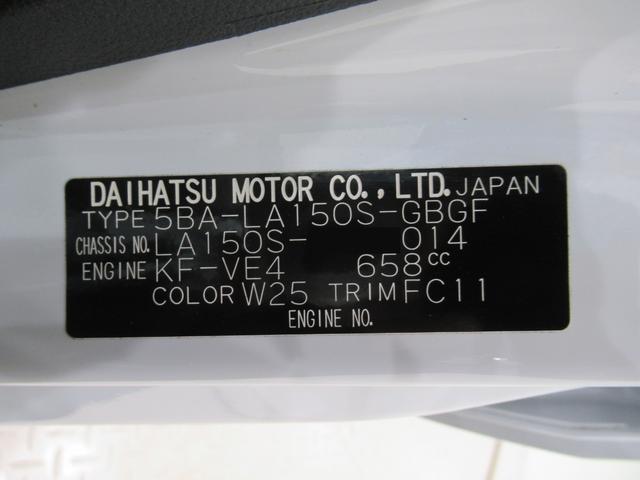 DAIHATSU MOTOR CO., LTD. JAPAN
TYPE 5BA-LA150S-GBGF
CHASSIS NO. LA150S- 014
ENGINE KF-VE4 658cc
COLOR W25 TRIM FC11
ENGINE NO.